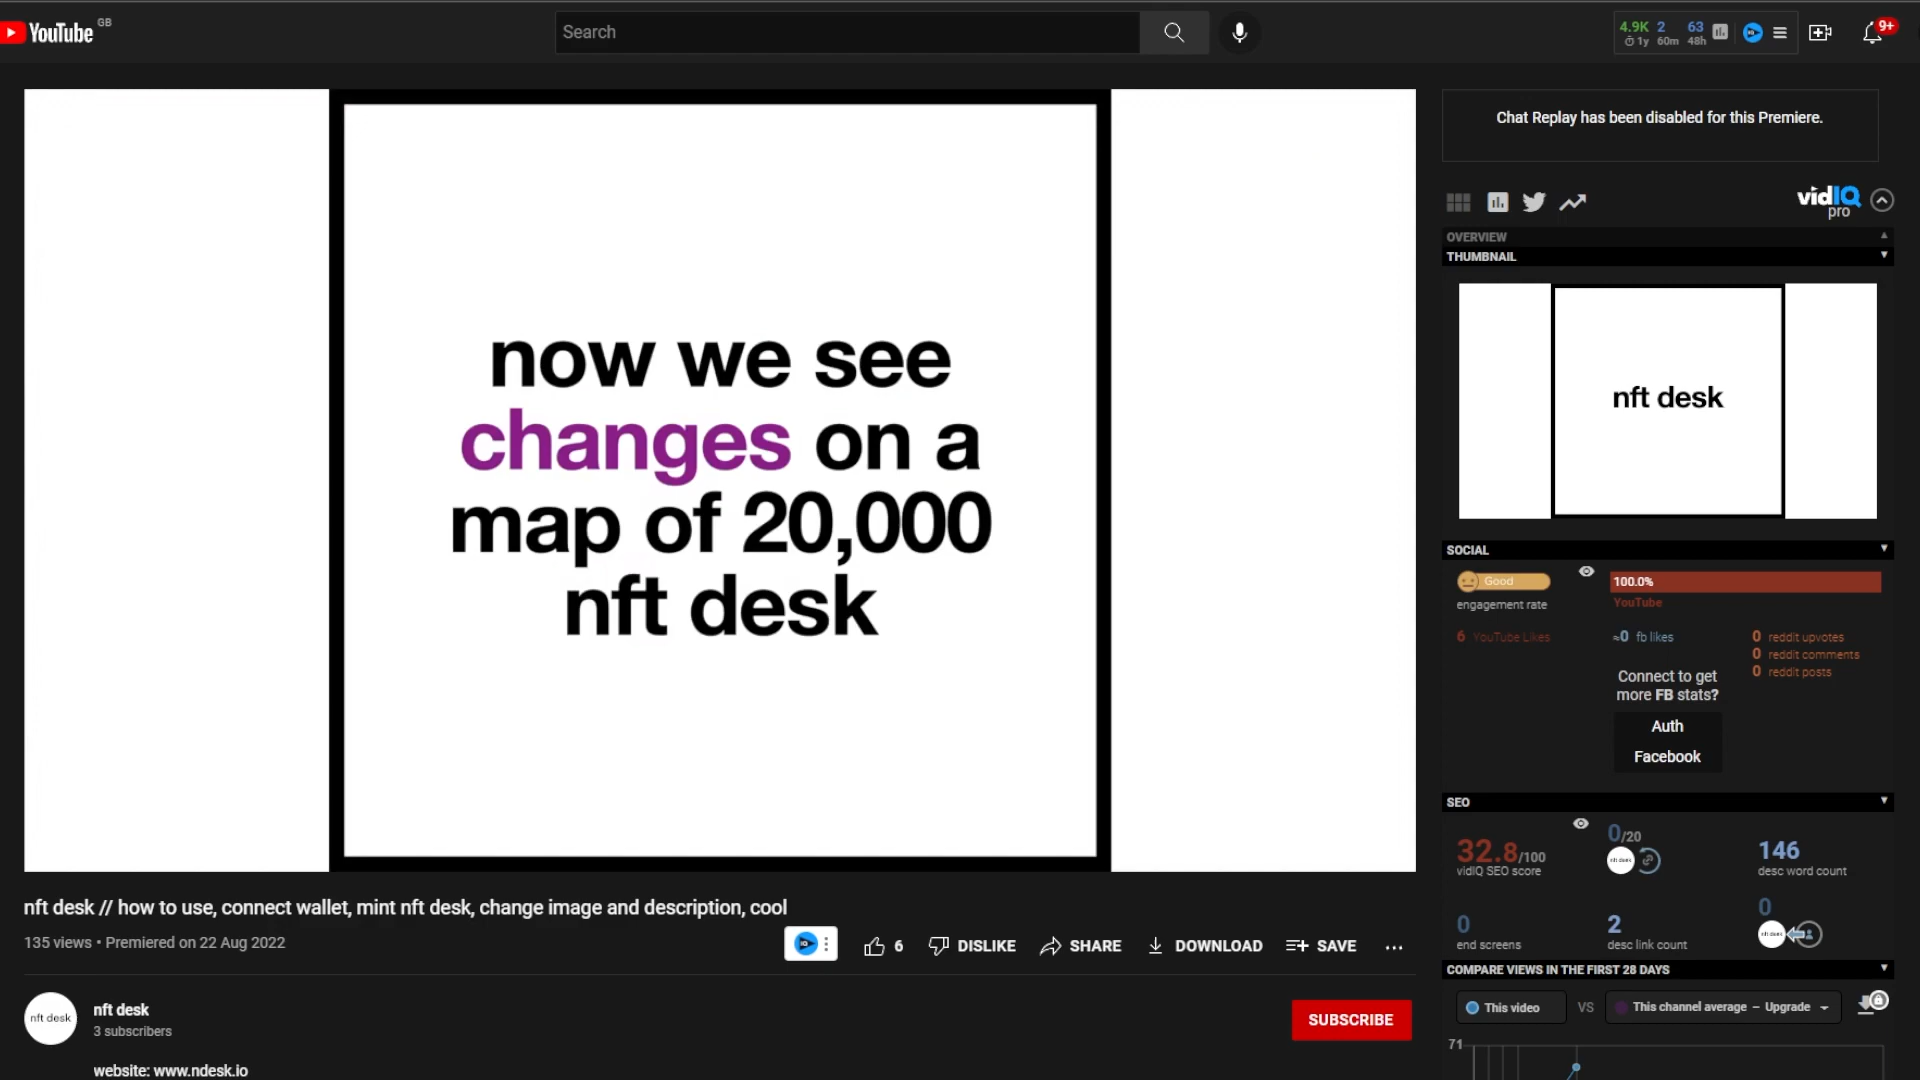 YouTube GB
Search
4.9K 2 63
1y 60m 48h
9+
now we see
changes on a
map of 20,000
nft desk
Chat Replay has been disabled for this Premiere.
vidIQ
pro
OVERVIEW
THUMBNAIL
nft desk
SOCIAL
Good
engagement rate
100.0%
YouTube
6 YouTube Likes
≈0 fb likes
0 reddit upvotes
0 reddit comments
0 reddit posts
Connect to get
more FB stats?
Auth
Facebook
SEO
32.8/100
vidIQ SEO score
0/20
nft desk
146
desc word count
0
end screens
2
desc link count
0
nft desk
COMPARE VIEWS IN THE FIRST 28 DAYS
This video VS This channel average – Upgrade
71
nft desk // how to use, connect wallet, mint nft desk, change image and description, cool
135 views • Premiered on 22 Aug 2022
6 DISLIKE SHARE DOWNLOAD SAVE ...
nft desk
nft desk
3 subscribers
SUBSCRIBE
website: www.ndesk.io